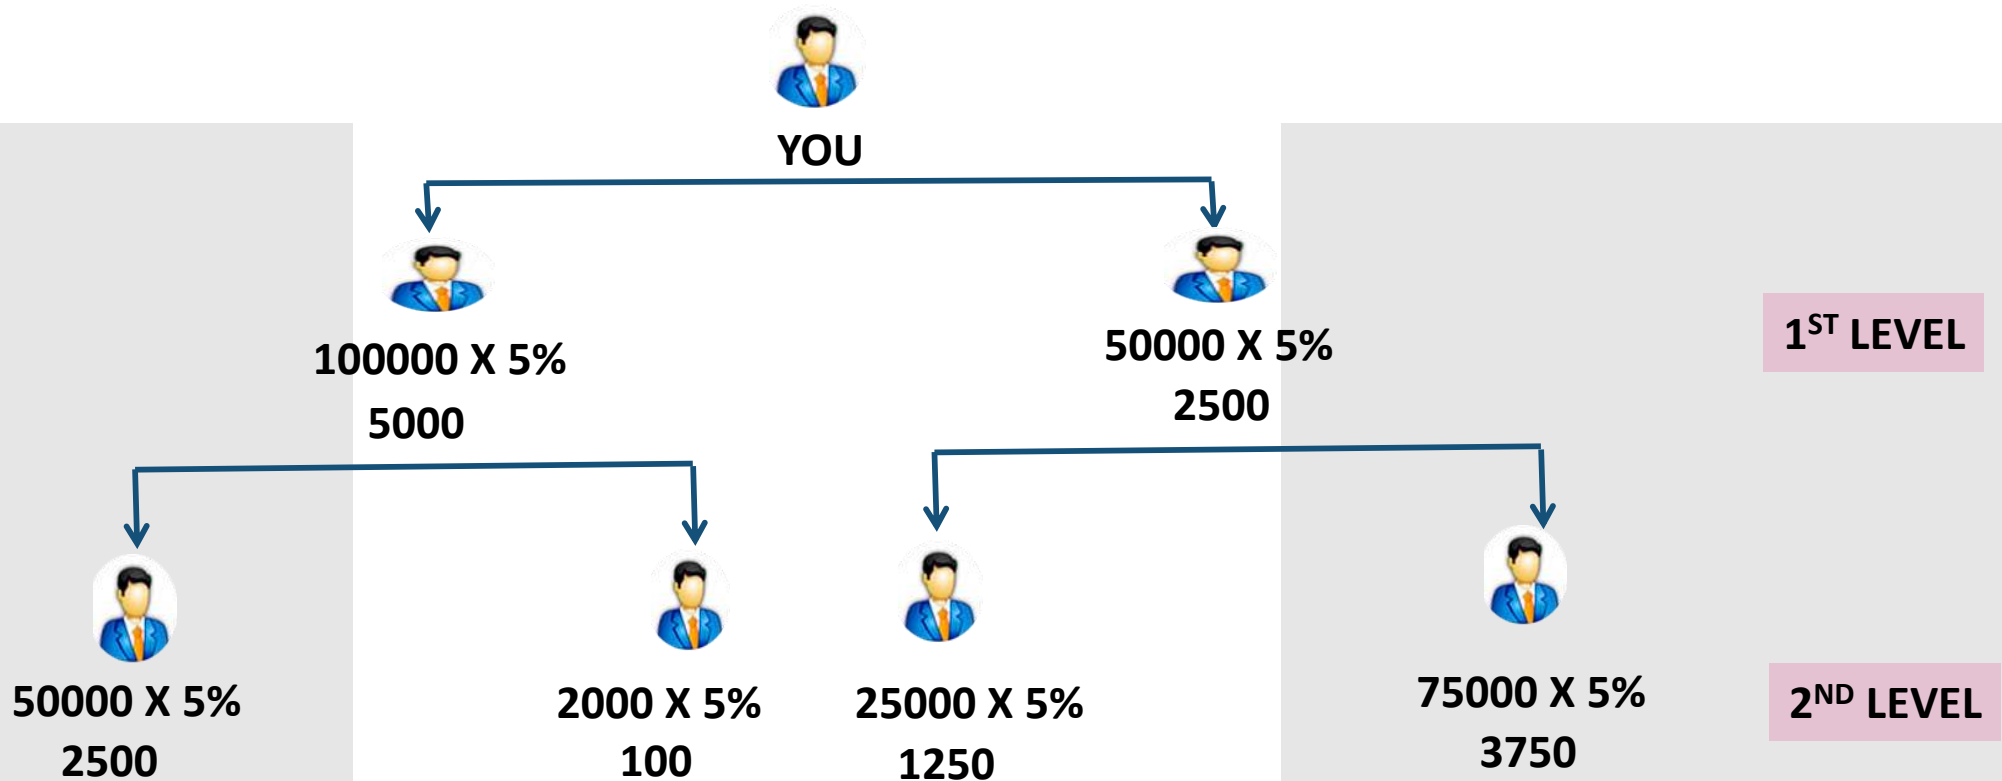 YOU
100000 X 5%
5000
50000 X 5%
2500
1ST LEVEL
50000 X 5%
2500
2000 X 5%
100
25000 X 5%
1250
75000 X 5%
3750
2ND LEVEL